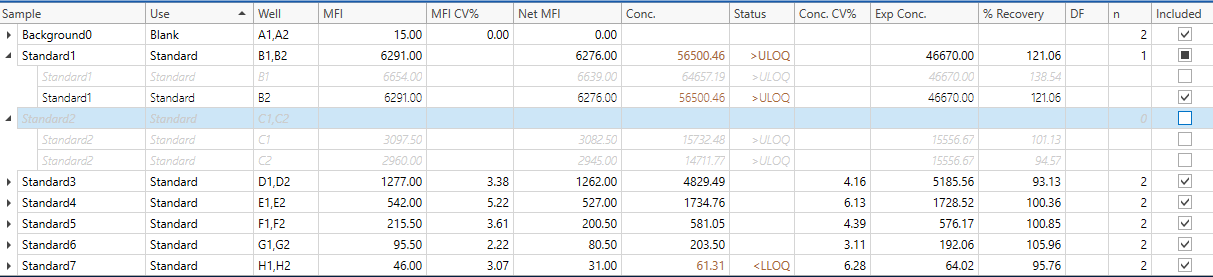 Sample Use Well MFI MFI CV% Net MFI Conc. Status Conc. CV% Exp Conc. % Recovery DF n Included
Background0 Blank A1,A2 15.00 0.00 0.00 2
Standard1 Standard B1,B2 6291.00 6276.00 56500.46 >ULOQ 46670.00 121.06 1
Standard1 Standard B1 6654.00 6639.00 64657.19 >ULOQ 46670.00 138.54
Standard1 Standard B2 6291.00 6276.00 56500.46 >ULOQ 46670.00 121.06
Standard2 Standard C1,C2 0
Standard2 Standard C1 3097.50 3082.50 15732.48 >ULOQ 15556.67 101.13
Standard2 Standard C2 2960.00 2945.00 14711.77 >ULOQ 15556.67 94.57
Standard3 Standard D1,D2 1277.00 3.38 1262.00 4829.49 4.16 5185.56 93.13 2
Standard4 Standard E1,E2 542.00 5.22 527.00 1734.76 6.13 1728.52 100.36 2
Standard5 Standard F1,F2 215.50 3.61 200.50 581.05 4.39 576.17 100.85 2
Standard6 Standard G1,G2 95.50 2.22 80.50 203.50 3.11 192.06 105.96 2
Standard7 Standard H1,H2 46.00 3.07 31.00 61.31 <LLOQ 6.28 64.02 95.76 2